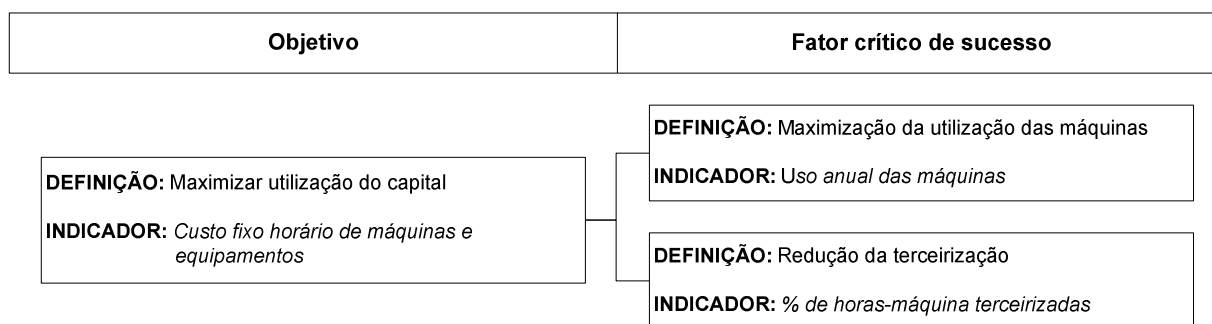 Objetivo
Fator crítico de sucesso
DEFINIÇÃO: Maximizar utilização do capital
INDICADOR: Custo fixo horário de máquinas e
equipamentos
DEFINIÇÃO: Maximização da utilização das máquinas
INDICADOR: Uso anual das máquinas
DEFINIÇÃO: Redução da terceirização
INDICADOR: % de horas-máquina terceirizadas